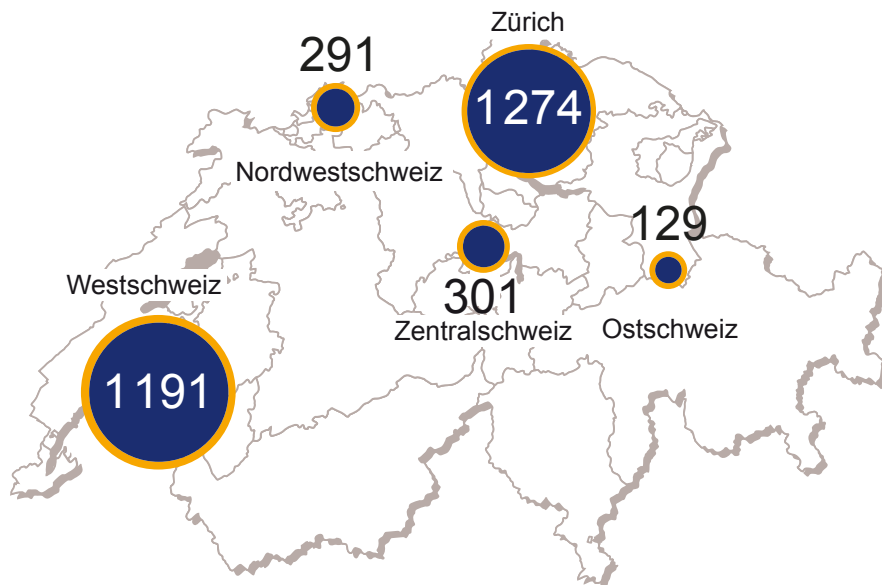 Zürich
1274
291
Nordwestschweiz
129
Ostschweiz
301
Zentralschweiz
Westschweiz
1191